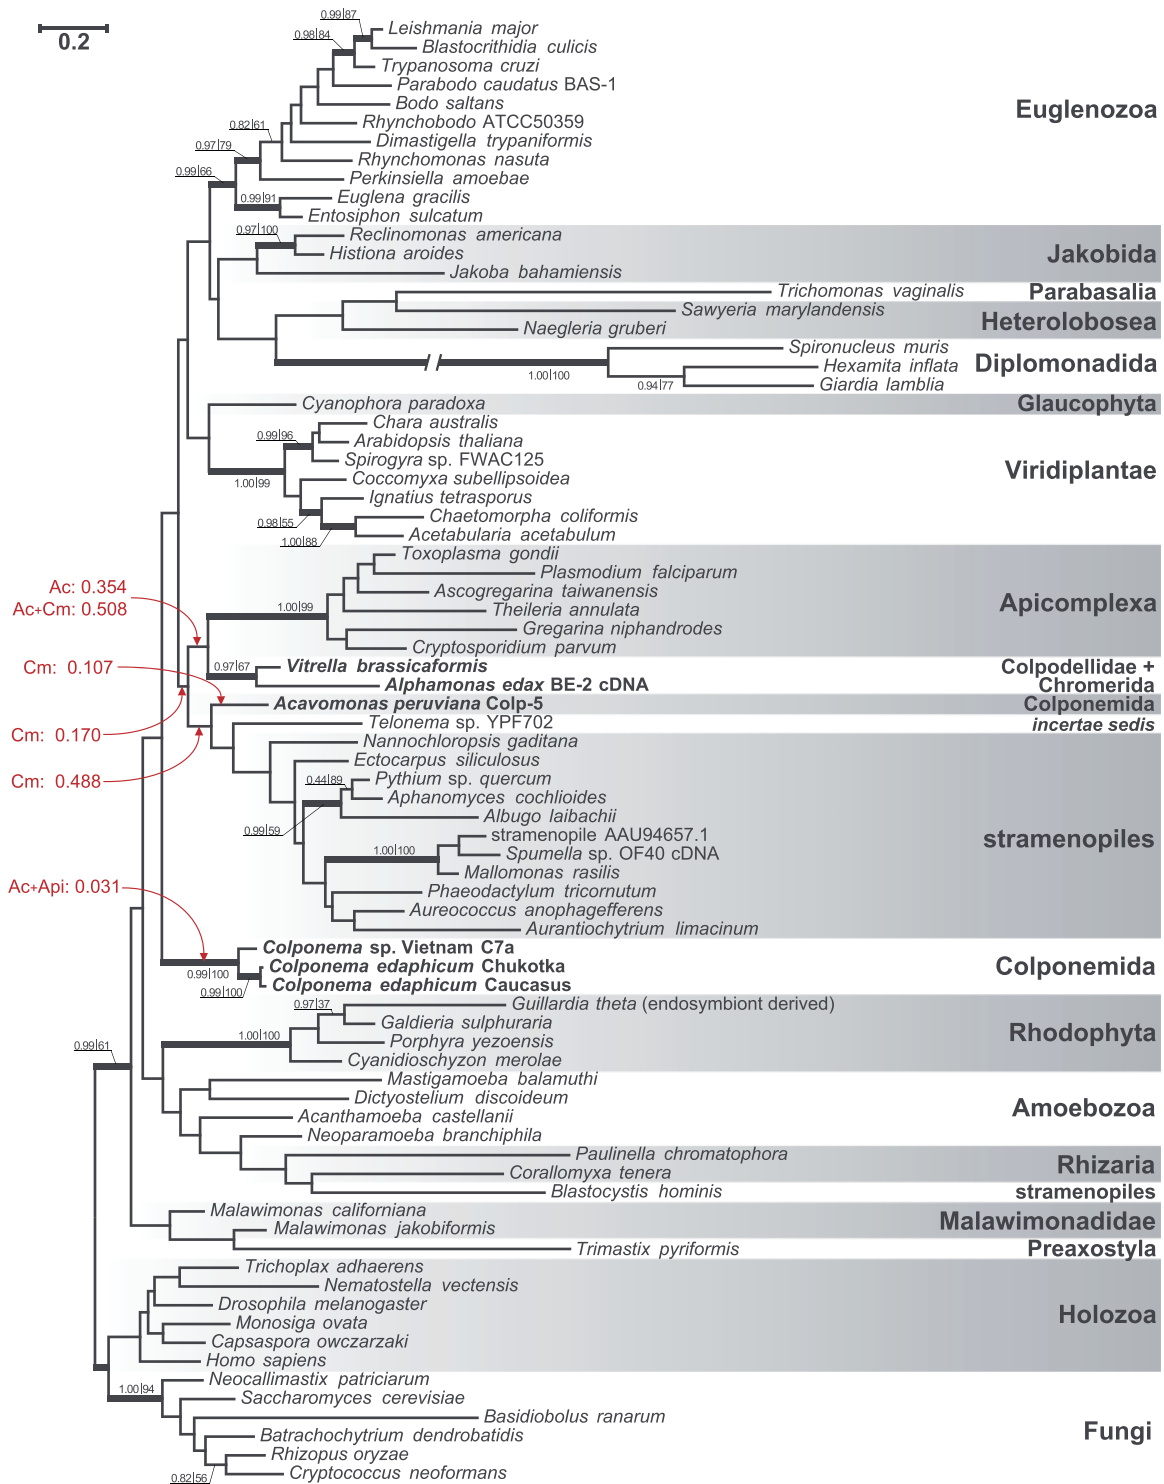 0.2
0.99|87
Leishmania major
0.98|84
Blastocrithidia culicis
Trypanosoma cruzi
Parabodo caudatus BAS-1
Bodo saltans
Euglenozoa
0.82|61
Rhynchobodo ATCC50359
Dimastigella trypaniformis
0.97|79
Rhynchomonas nasuta
0.99|66
Perkinsiella amoebae
0.99|91
Euglena gracilis
Entosiphon sulcatum
0.97|100
Reclinomonas americana
Histiona aroides
Jakobida
Jakoba bahamiensis
Trichomonas vaginalis
Parabasalia
Sawyeria marylandensis
Heterolobosea
Naegleria gruberi
Spironucleus muris
1.00|100
Hexamita inflata
Diplomonadida
0.94|77
Giardia lamblia
Cyanophora paradoxa
Glaucophyta
Chara australis
0.99|96
Arabidopsis thaliana
Spirogyra sp. FWAC125
1.00|99
Coccomyxa subellipsoidea
Viridiplantae
Ignatius tetrasporus
0.98|55
Chaetomorpha coliformis
1.00|88
Acetabularia acetabulum
Toxoplasma gondii
Plasmodium falciparum
Ac: 0.354
Ascogregarina taiwanensis
Ac+Cm: 0.508
1.00|99
Theileria annulata
Apicomplexa
Gregarina niphandrodes
Cryptosporidium parvum
Cm: 0.107
0.97|67
Vitrella brassicaformis
Colpodellidae +
Chromerida
Alphamonas edax BE-2 cDNA
Acavomonas peruviana Colp-5
Colponemida
Telonema sp. YPF702
incertae sedis
Cm: 0.170
Nannochloropsis gaditana
Ectocarpus siliculosus
Cm: 0.488
0.44|89
Pythium sp. quercum
Aphanomyces cochlioides
0.99|59
Albugo laibachii
stramenopile AAU94657.1
stramenopiles
1.00|100
Spumella sp. OF40 cDNA
Mallomonas rasilis
Ac+Api: 0.031
Phaeodactylum tricornutum
Aureococcus anophagefferens
Aurantiochytrium limacinum
Colponema sp. Vietnam C7a
0.99|100
Colponema edaphicum Chukotka
Colponemida
0.99|100
Colponema edaphicum Caucasus
0.97|37
Guillardia theta (endosymbiont derived)
Galdieria sulphuraria
1.00|100
Porphyra yezoensis
Rhodophyta
0.99|61
Cyanidioschyzon merolae
Mastigamoeba balamuthi
Dictyostelium discoideum
Amoebozoa
Acanthamoeba castellanii
Neoparamoeba branchiphila
Paulinella chromatophora
Rhizaria
Corallomyxa tenera
Blastocystis hominis
stramenopiles
Malawimonas californiana
Malawimonadidae
Malawimonas jakobiformis
Trimastix pyriformis
Preaxostyla
Trichoplax adhaerens
Nematostella vectensis
Drosophila melanogaster
Holozoa
Monosiga ovata
Capsaspora owczarzaki
Homo sapiens
1.00|94
Neocallimastix patriciarum
Saccharomyces cerevisiae
Basidiobolus ranarum
Fungi
Batrachochytrium dendrobatidis
Rhizopus oryzae
0.82|56
Cryptococcus neoformans